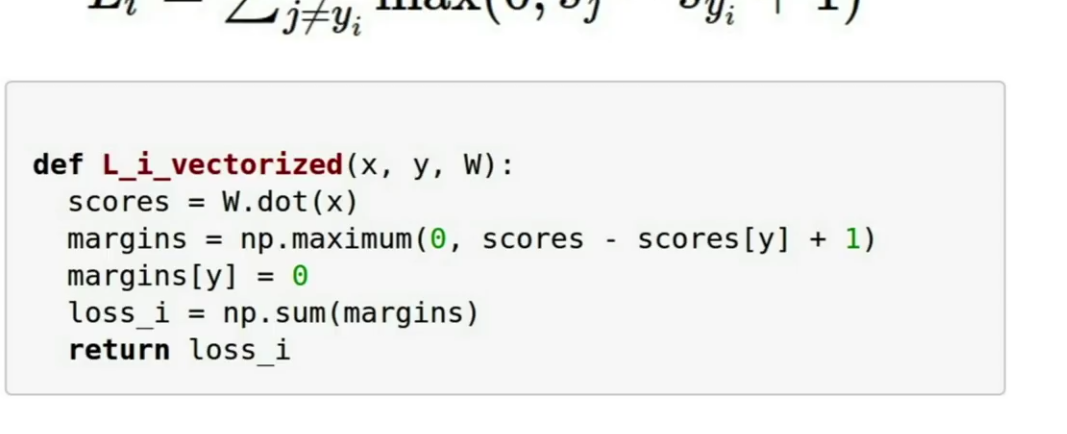 L_i = \sum_{j \neq y_i} \max(0, s_j - s_{y_i} + 1)
def L_i_vectorized(x, y, W):
  scores = W.dot(x)
  margins = np.maximum(0, scores - scores[y] + 1)
  margins[y] = 0
  loss_i = np.sum(margins)
  return loss_i